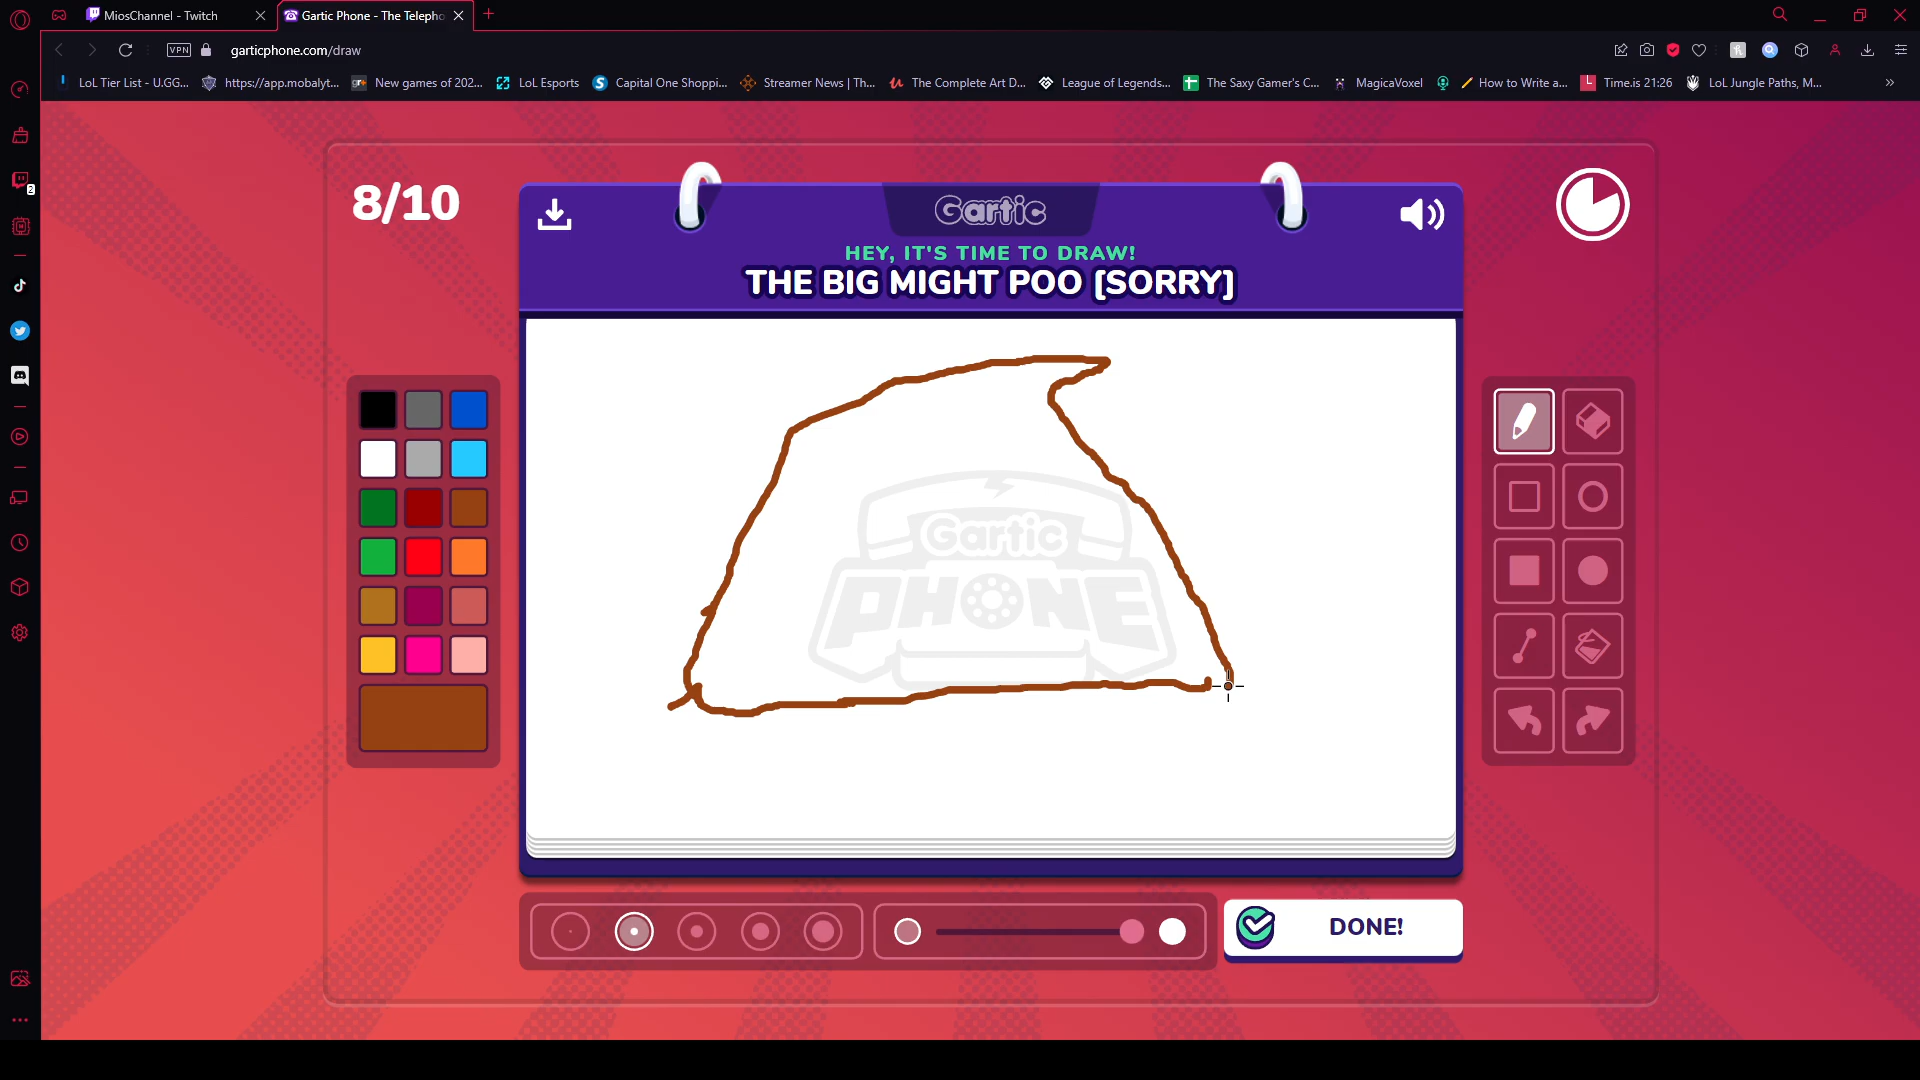 MiosChannel - Twitch
Gartic Phone - The Telepho
VPN
garticphone.com/draw
LoL Tier List - U.GG...
https://app.mobalyt...
New games of 202...
LoL Esports
Capital One Shoppi...
Streamer News | Th...
The Complete Art D...
League of Legends...
The Saxy Gamer's C...
MagicaVoxel
How to Write a...
Time.is 21:26
LoL Jungle Paths, M...
2
8/10
Gartic
HEY, IT'S TIME TO DRAW!
THE BIG MIGHT POO [SORRY]
Gartic
PHONE
DONE!